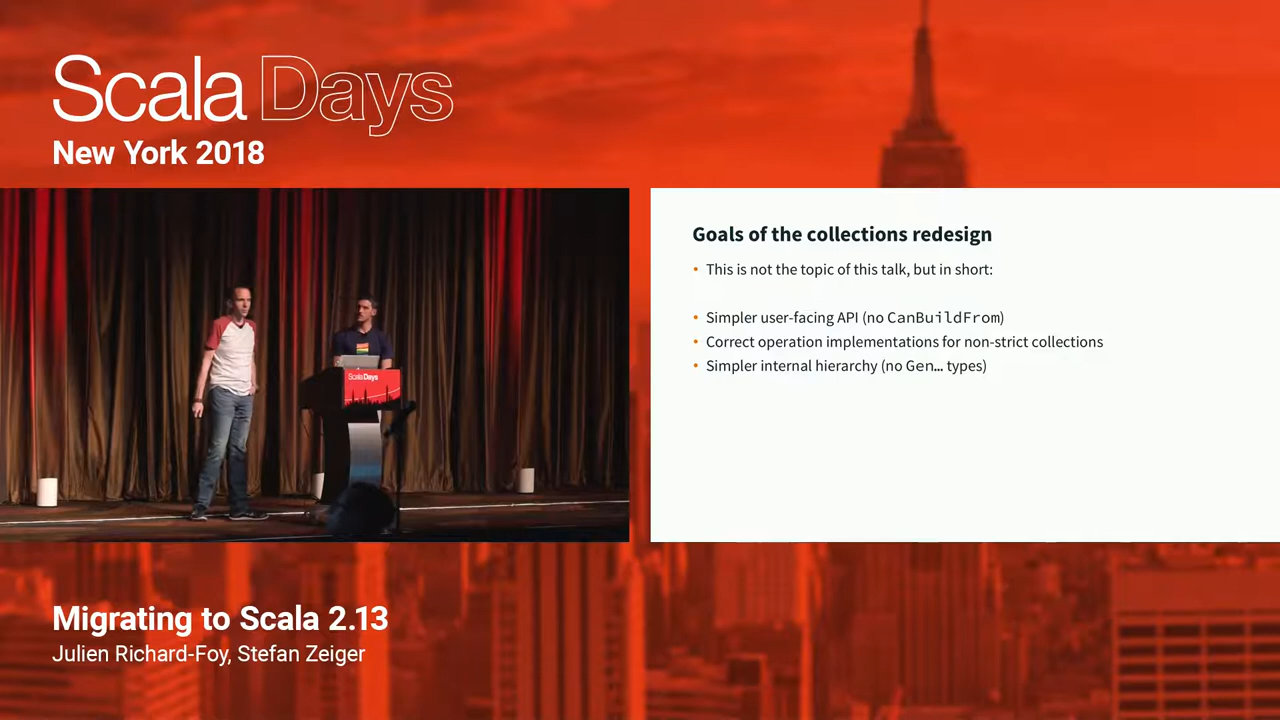 Scala Days
New York 2018
Goals of the collections redesign
• This is not the topic of this talk, but in short:
• Simpler user-facing API (no CanBuildFrom)
• Correct operation implementations for non-strict collections
• Simpler internal hierarchy (no Gen… types)
ScalaDays
Migrating to Scala 2.13
Julien Richard-Foy, Stefan Zeiger